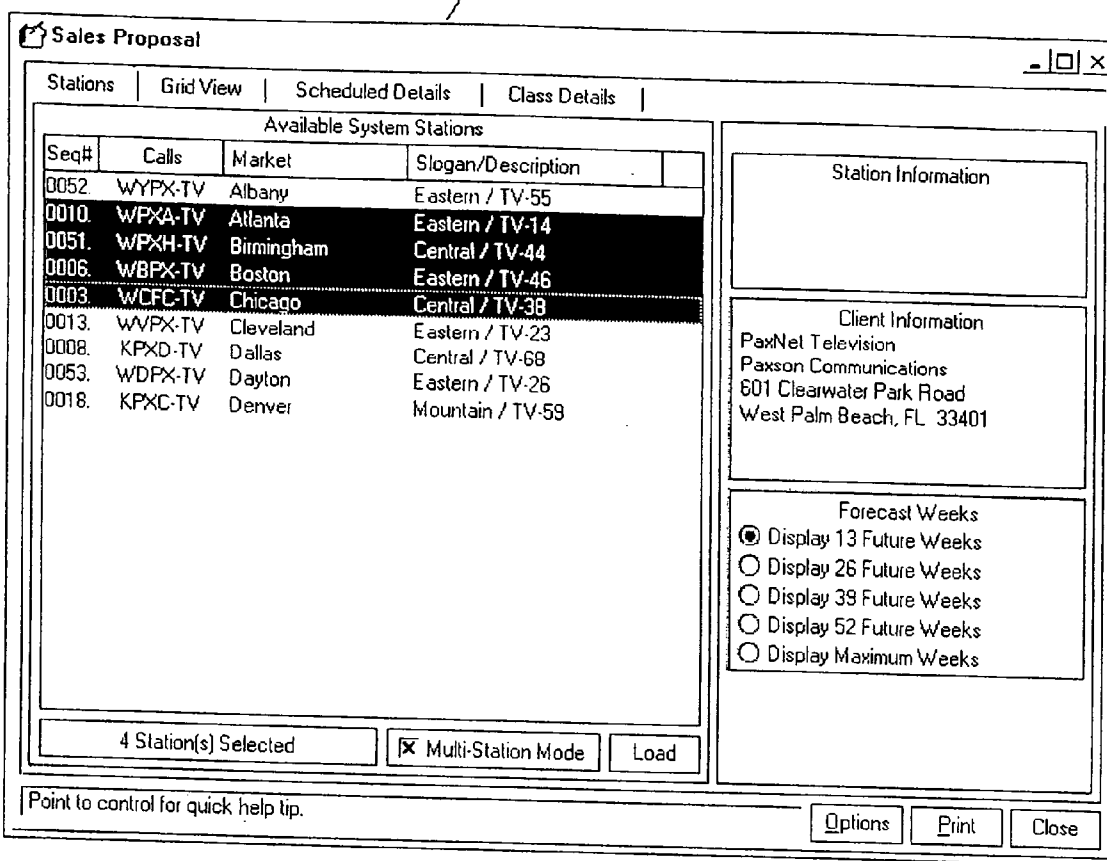 Sales Proposal
Stations | Grid View | Scheduled Details | Class Details |
Available System Stations
Seq# Calls Market Slogan/Description
0052. WYPX-TV Albany Eastern / TV-55
0010. WPXA-TV Atlanta Eastern / TV-14
0051. WPXH-TV Birmingham Central / TV-44
0006. WBPX-TV Boston Eastern / TV-46
0003. WCFC-TV Chicago Central / TV-38
0013. WVPX-TV Cleveland Eastern / TV-23
0008. KPXD-TV Dallas Central / TV-68
0053. WDPX-TV Dayton Eastern / TV-26
0018. KPXC-TV Denver Mountain / TV-59
4 Station(s) Selected
Multi-Station Mode
Load
Station Information
Client Information
PaxNet Television
Paxson Communications
601 Clearwater Park Road
West Palm Beach, FL 33401
Forecast Weeks
Display 13 Future Weeks
Display 26 Future Weeks
Display 39 Future Weeks
Display 52 Future Weeks
Display Maximum Weeks
Point to control for quick help tip.
Options
Print
Close